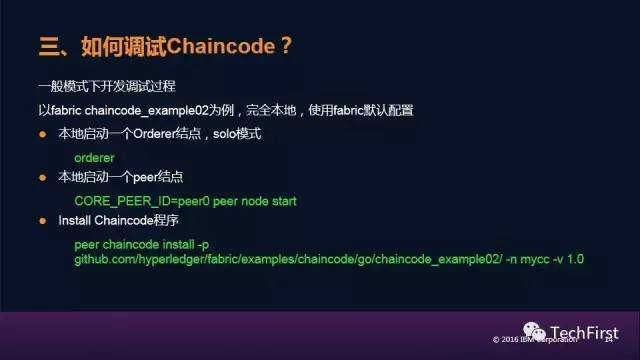 三、如何调试Chaincode？
一般模式下开发调试过程
以fabric chaincode_example02为例，完全本地，使用fabric默认配置
本地启动一个Orderer结点，solo模式
orderer
本地启动一个peer结点
CORE_PEER_ID=peer0 peer node start
Install Chaincode程序
peer chaincode install -p
github.com/hyperledger/fabric/examples/chaincode/go/chaincode_example02/ -n mycc -v 1.0
© 2016 IBM Corporation 14
TechFirst